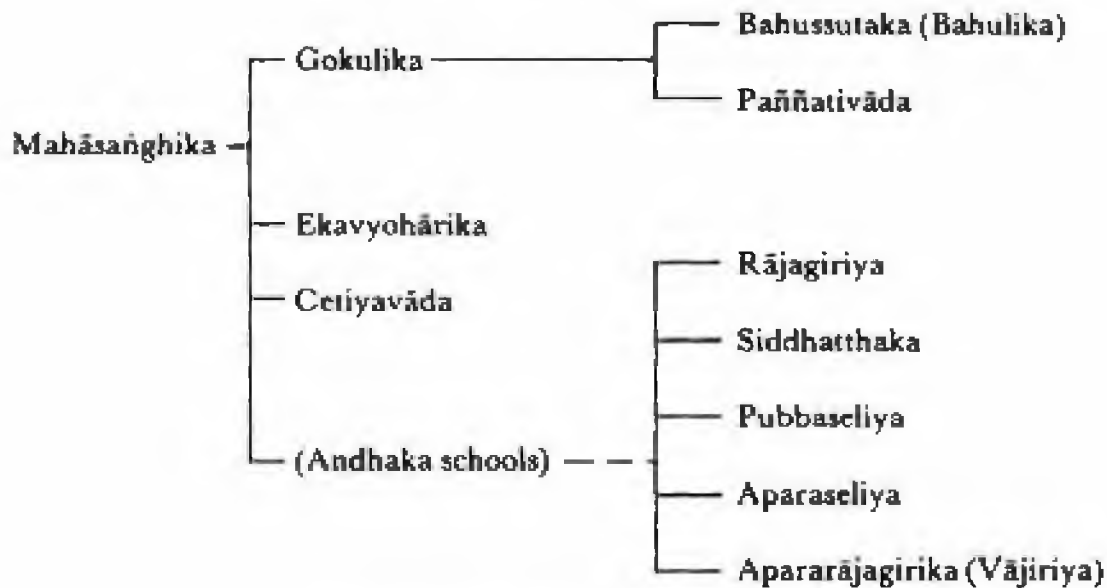 Bahussutaka (Bahulika)
Gokulika
Paññativāda
Mahāsaṅghika
Ekavyohārika
Rājagiriya
Cetiyavāda
Siddhatthaka
Pubbaseliya
(Andhaka schools)
Aparaseliya
Apararājagirika (Vājiriya)